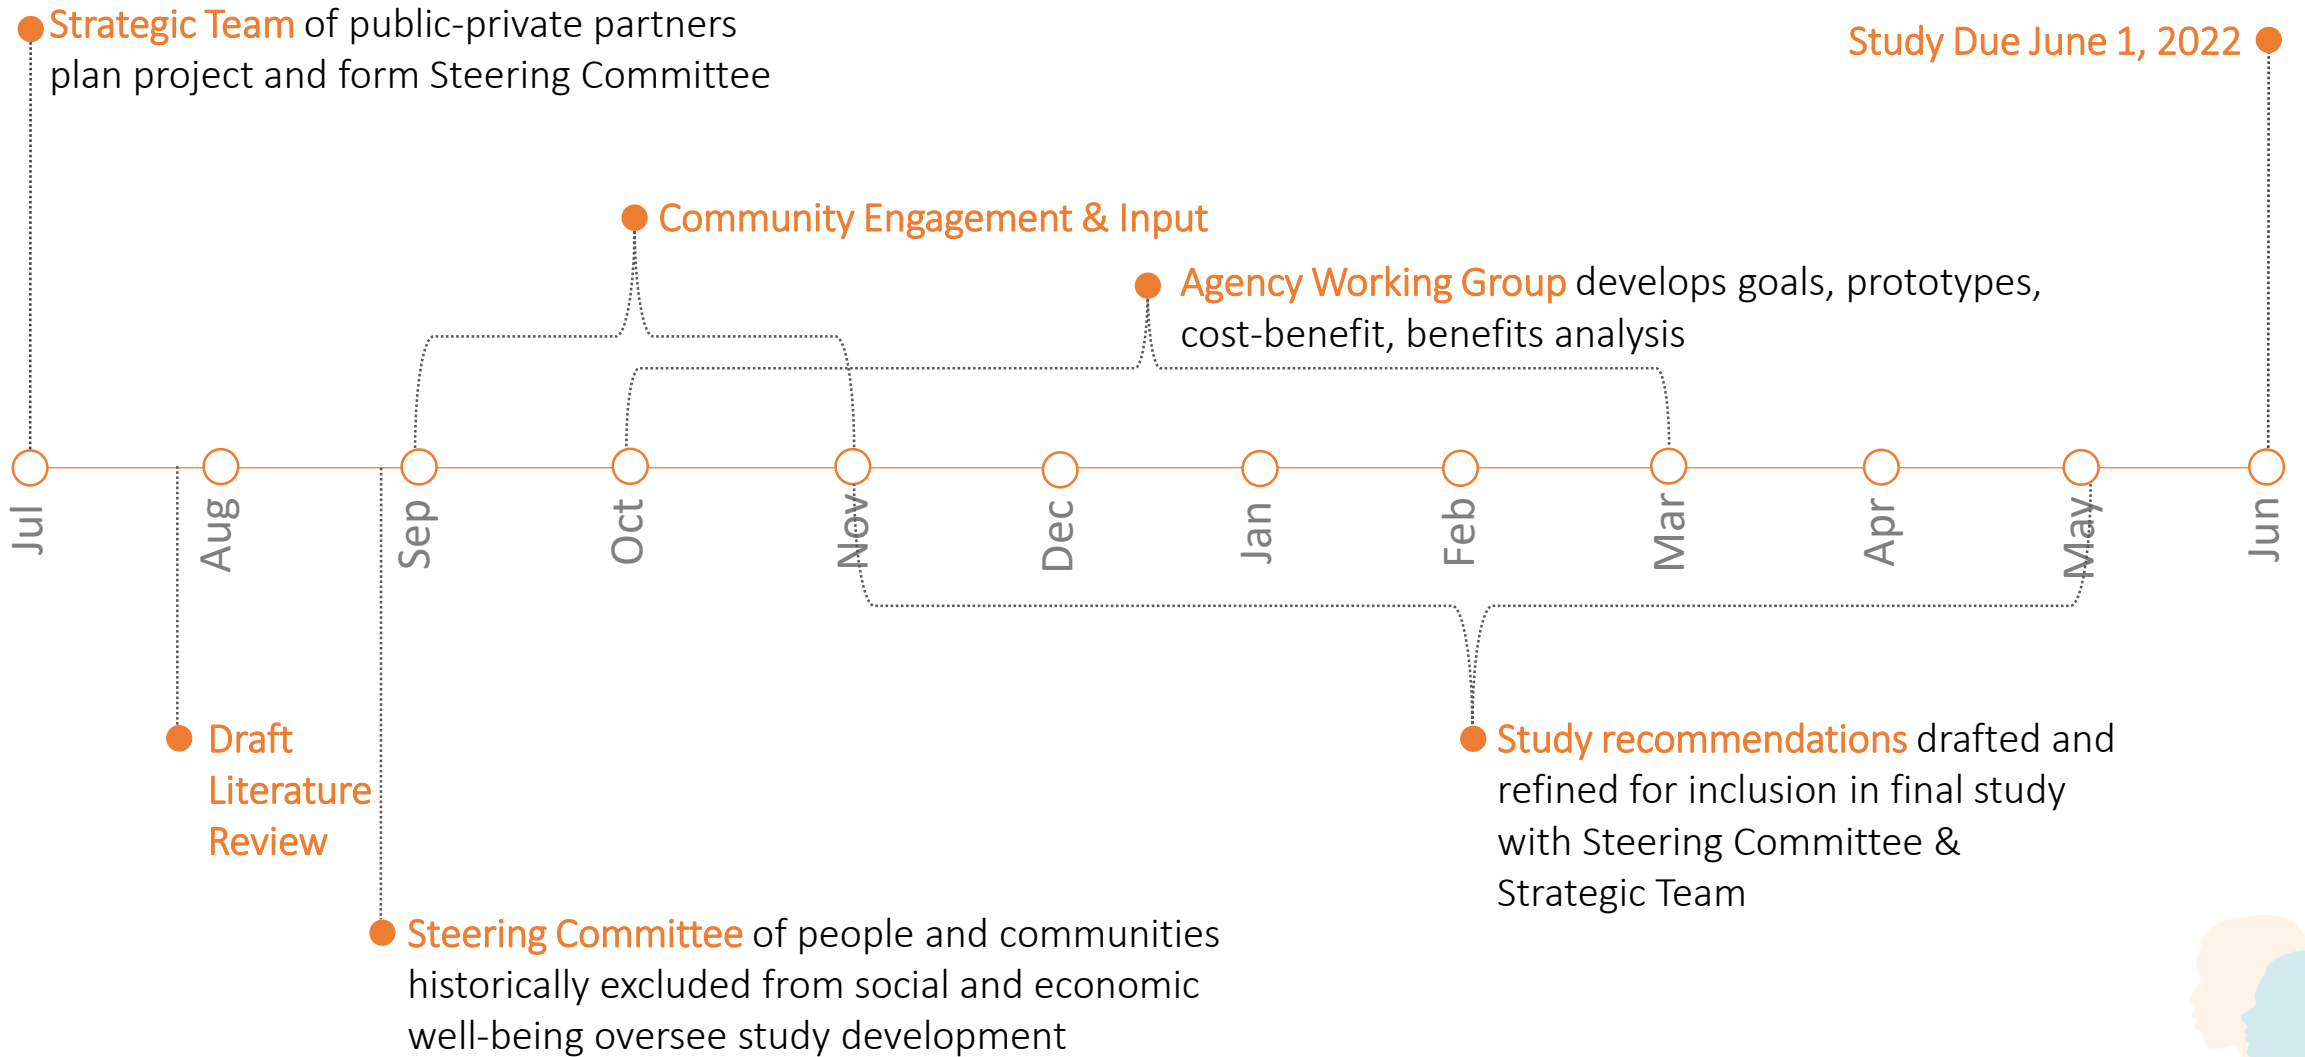 Strategic Team of public-private partners
plan project and form Steering Committee
Study Due June 1, 2022
Community Engagement & Input
Agency Working Group develops goals, prototypes,
cost-benefit, benefits analysis
Jul
Aug
Sep
Oct
Nov
Dec
Jan
Feb
Mar
Apr
May
Jun
Draft
Literature
Review
Study recommendations drafted and
refined for inclusion in final study
with Steering Committee &
Strategic Team
Steering Committee of people and communities
historically excluded from social and economic
well-being oversee study development